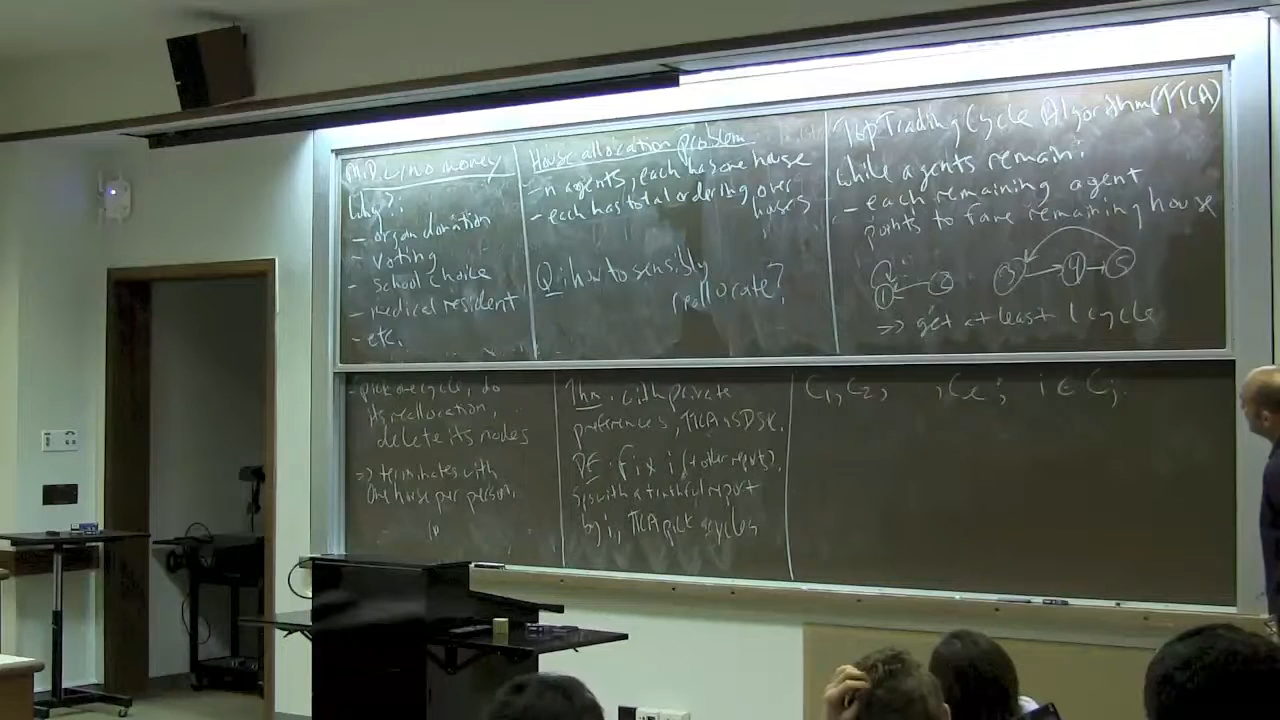 M.D. w/no money
Why?:
- organ donation
- voting
- school choice
- medical resident
- etc.
House allocation problem
- n agents, each has one house
- each has total ordering over
houses
Q: how to sensibly
reallocate?
Top Trading Cycle Algorithm (TTCA)
while agents remain:
- each remaining agent
points to fave remaining house
1 2 3 4 5
=> get at least 1 cycle
- pick one cycle, do
its reallocation,
delete its nodes
=> terminates with
one house per person.
Thm: with private
preferences, TTCA is DSIC.
Pf: fix i (+ other reports).
Sps with a truthful report
by i, TTCA picks cycles
C1, C2, , Cl; i ∈ Cj.